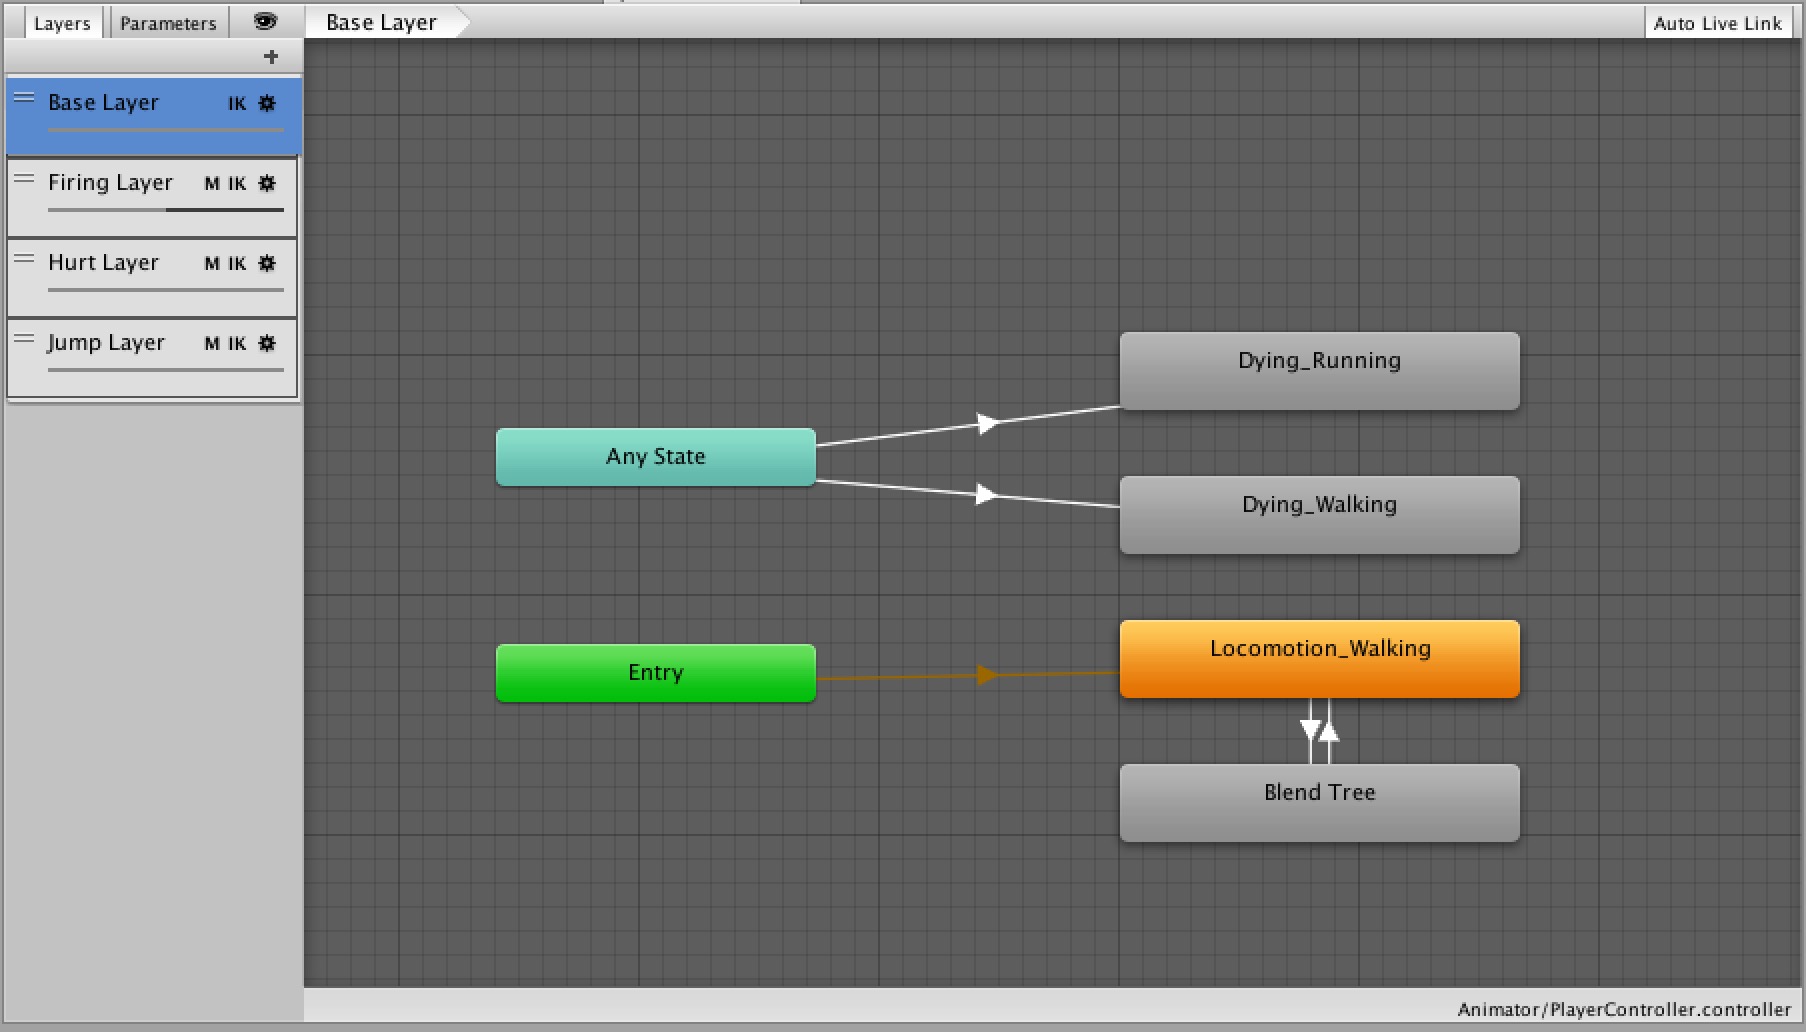 Layers
Parameters
Base Layer
Auto Live Link
+
Base Layer IK
Firing Layer M IK
Hurt Layer M IK
Jump Layer M IK
Dying_Running
Any State
Dying_Walking
Locomotion_Walking
Entry
Blend Tree
Animator/PlayerController.controller